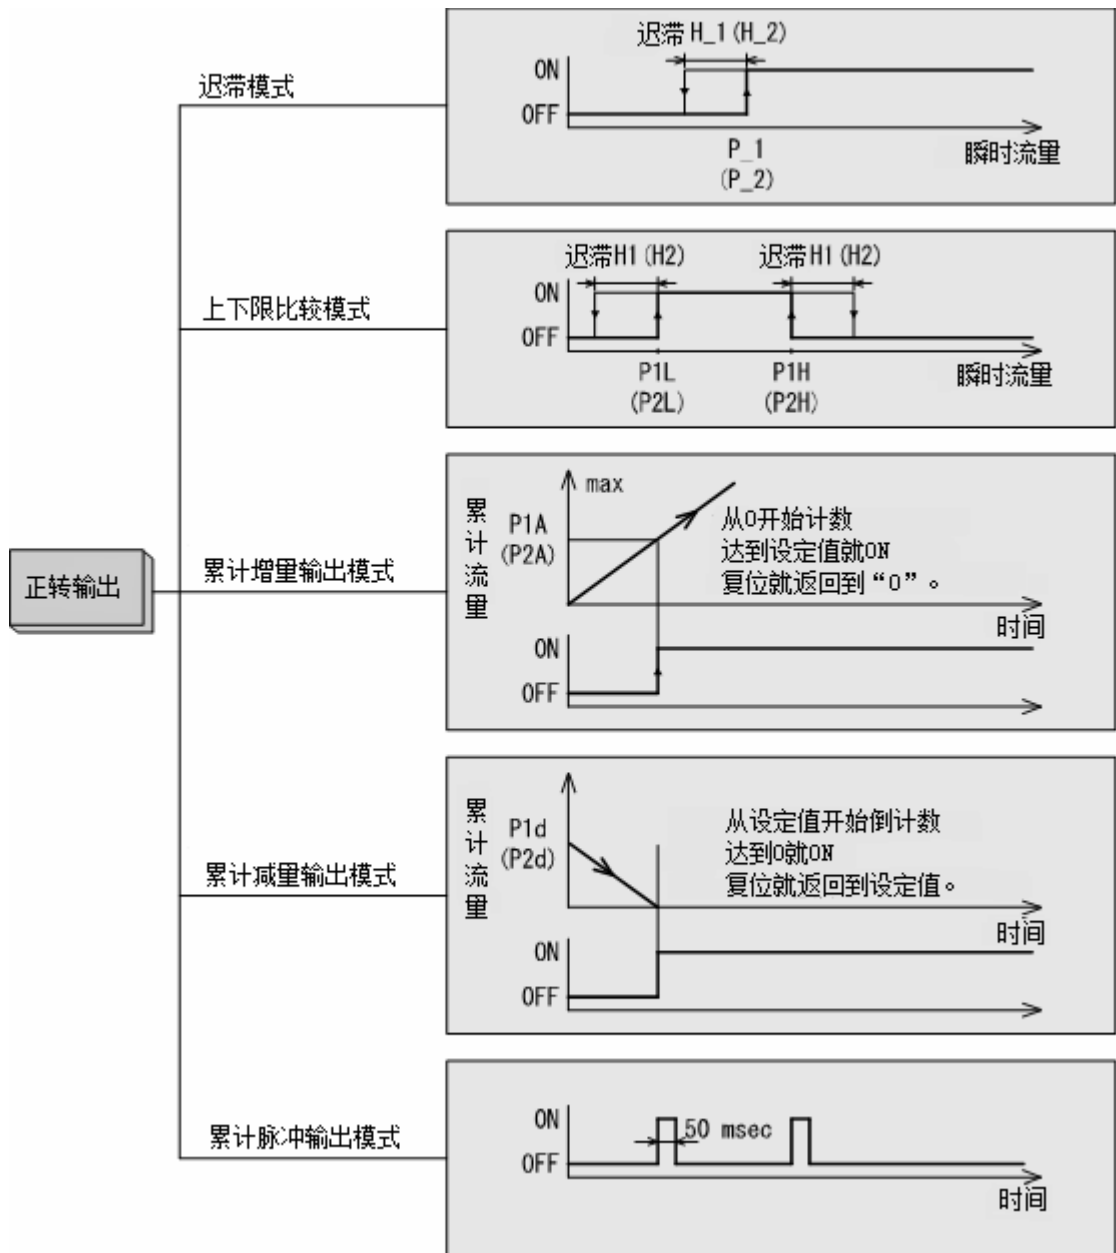 正转输出
迟滞模式
迟滞 H_1 (H_2)
ON
OFF
P_1
(P_2)
瞬时流量
上下限比较模式
迟滞H1 (H2)
迟滞H1 (H2)
ON
OFF
P1L
(P2L)
P1H
(P2H)
瞬时流量
累计增量输出模式
累计流量
P1A
(P2A)
max
从0开始计数
达到设定值就ON
复位就返回到“0”。
时间
ON
OFF
累计减量输出模式
累计流量
P1d
(P2d)
从设定值开始倒计数
达到0就ON
复位就返回到设定值。
时间
ON
OFF
累计脉冲输出模式
ON
OFF
50 msec
时间